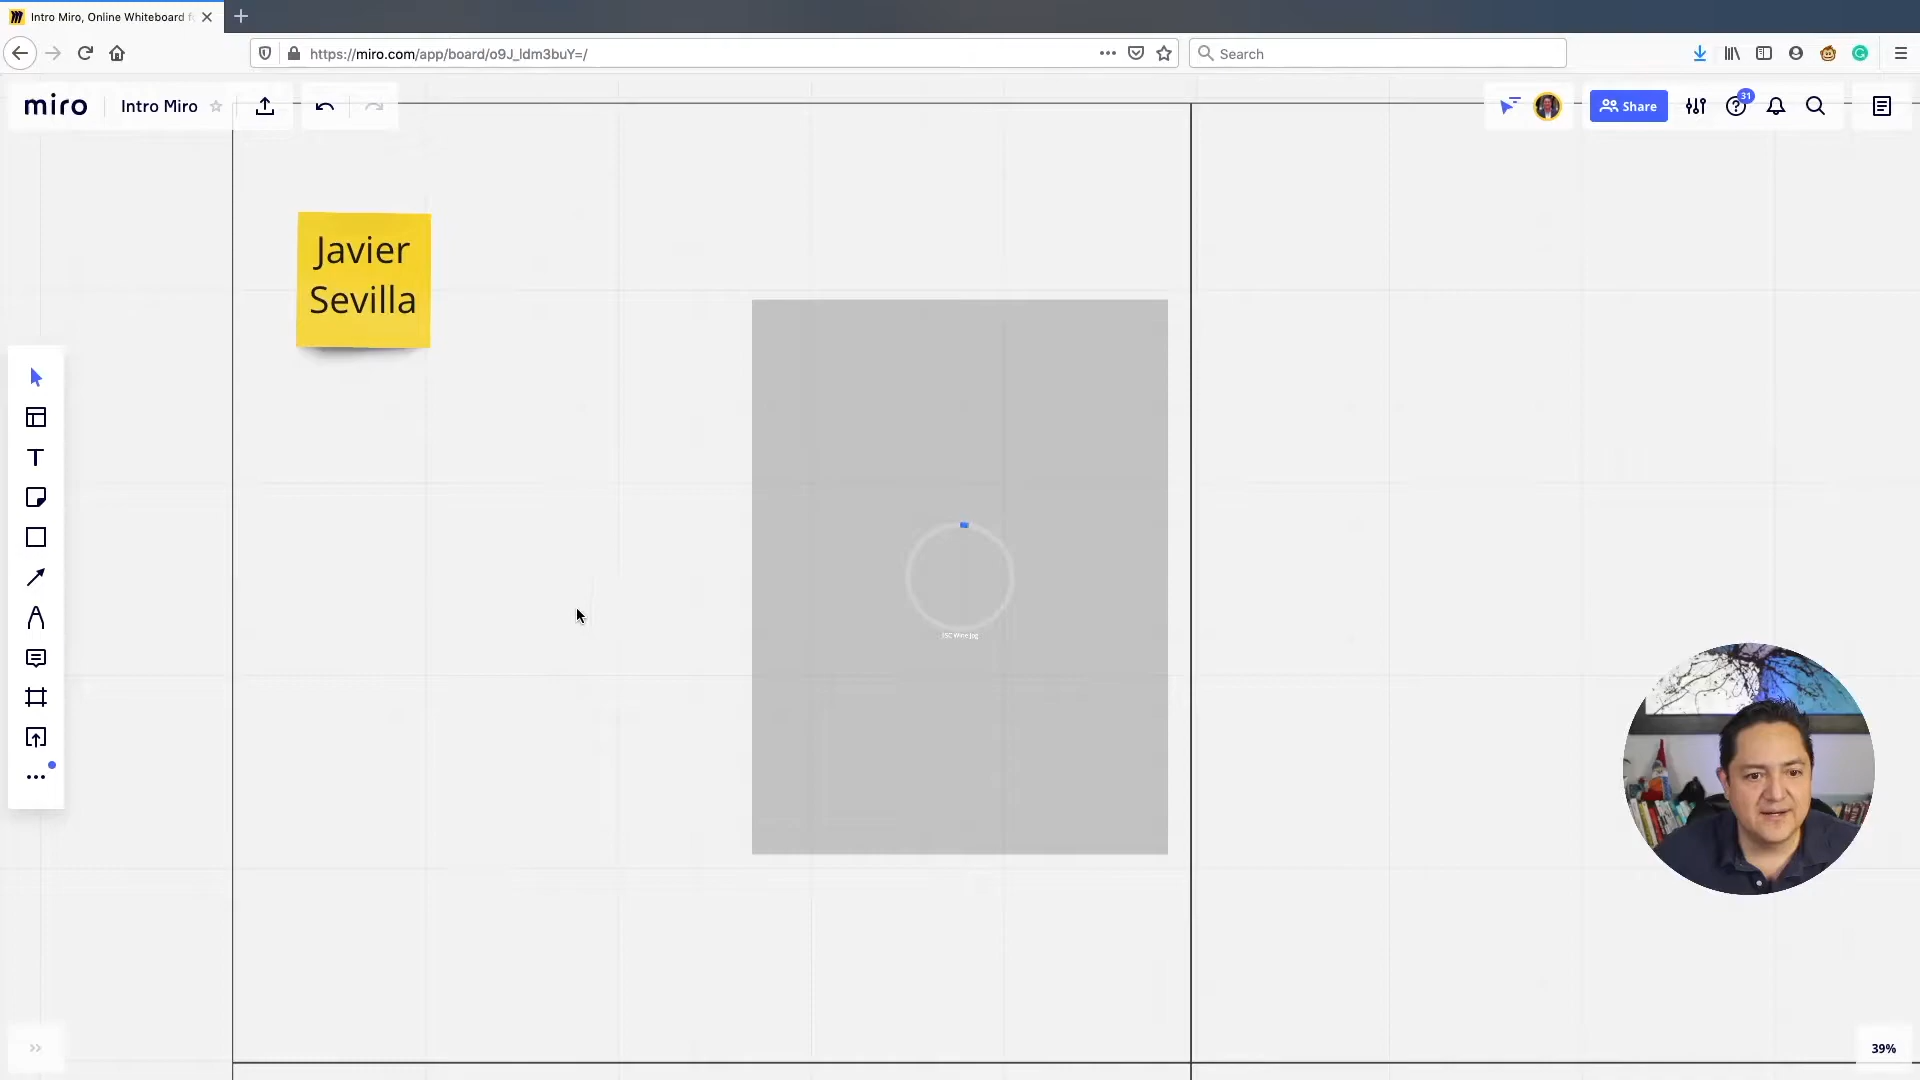 Intro Miro, Online Whiteboard f
https://miro.com/app/board/o9J_ldm3buY=/
Search
miro
Intro Miro
Share
31
Javier
Sevilla
39%